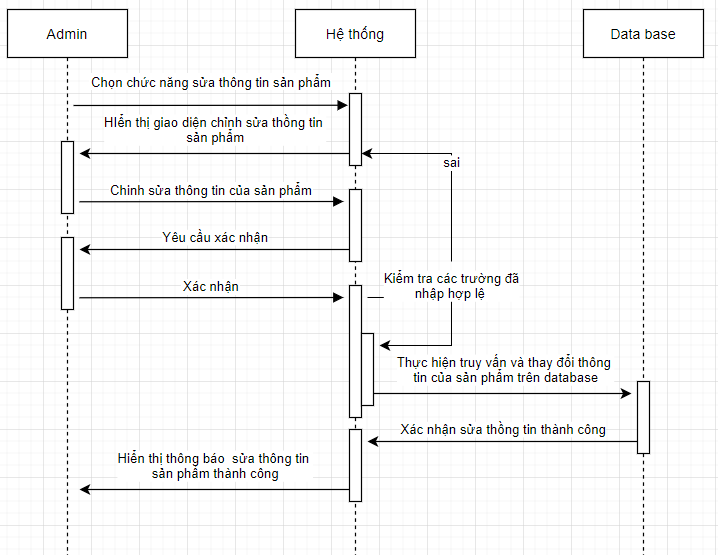 Admin
Hệ thống
Data base
Chọn chức năng sửa thông tin sản phẩm
HIển thị giao diện chỉnh sửa thồng tin
sản phẩm
sai
Chinh sửa thông tin của sản phẩm
Yêu cầu xác nhận
Xác nhận
Kiểm tra các trường đã
nhập hợp lệ
Thực hiện truy vấn và thay đổi thông
tin của sản phẩm trên database
Xác nhận sửa thồng tin thành công
Hiển thị thông báo sửa thông tin
sản phẩm thành công